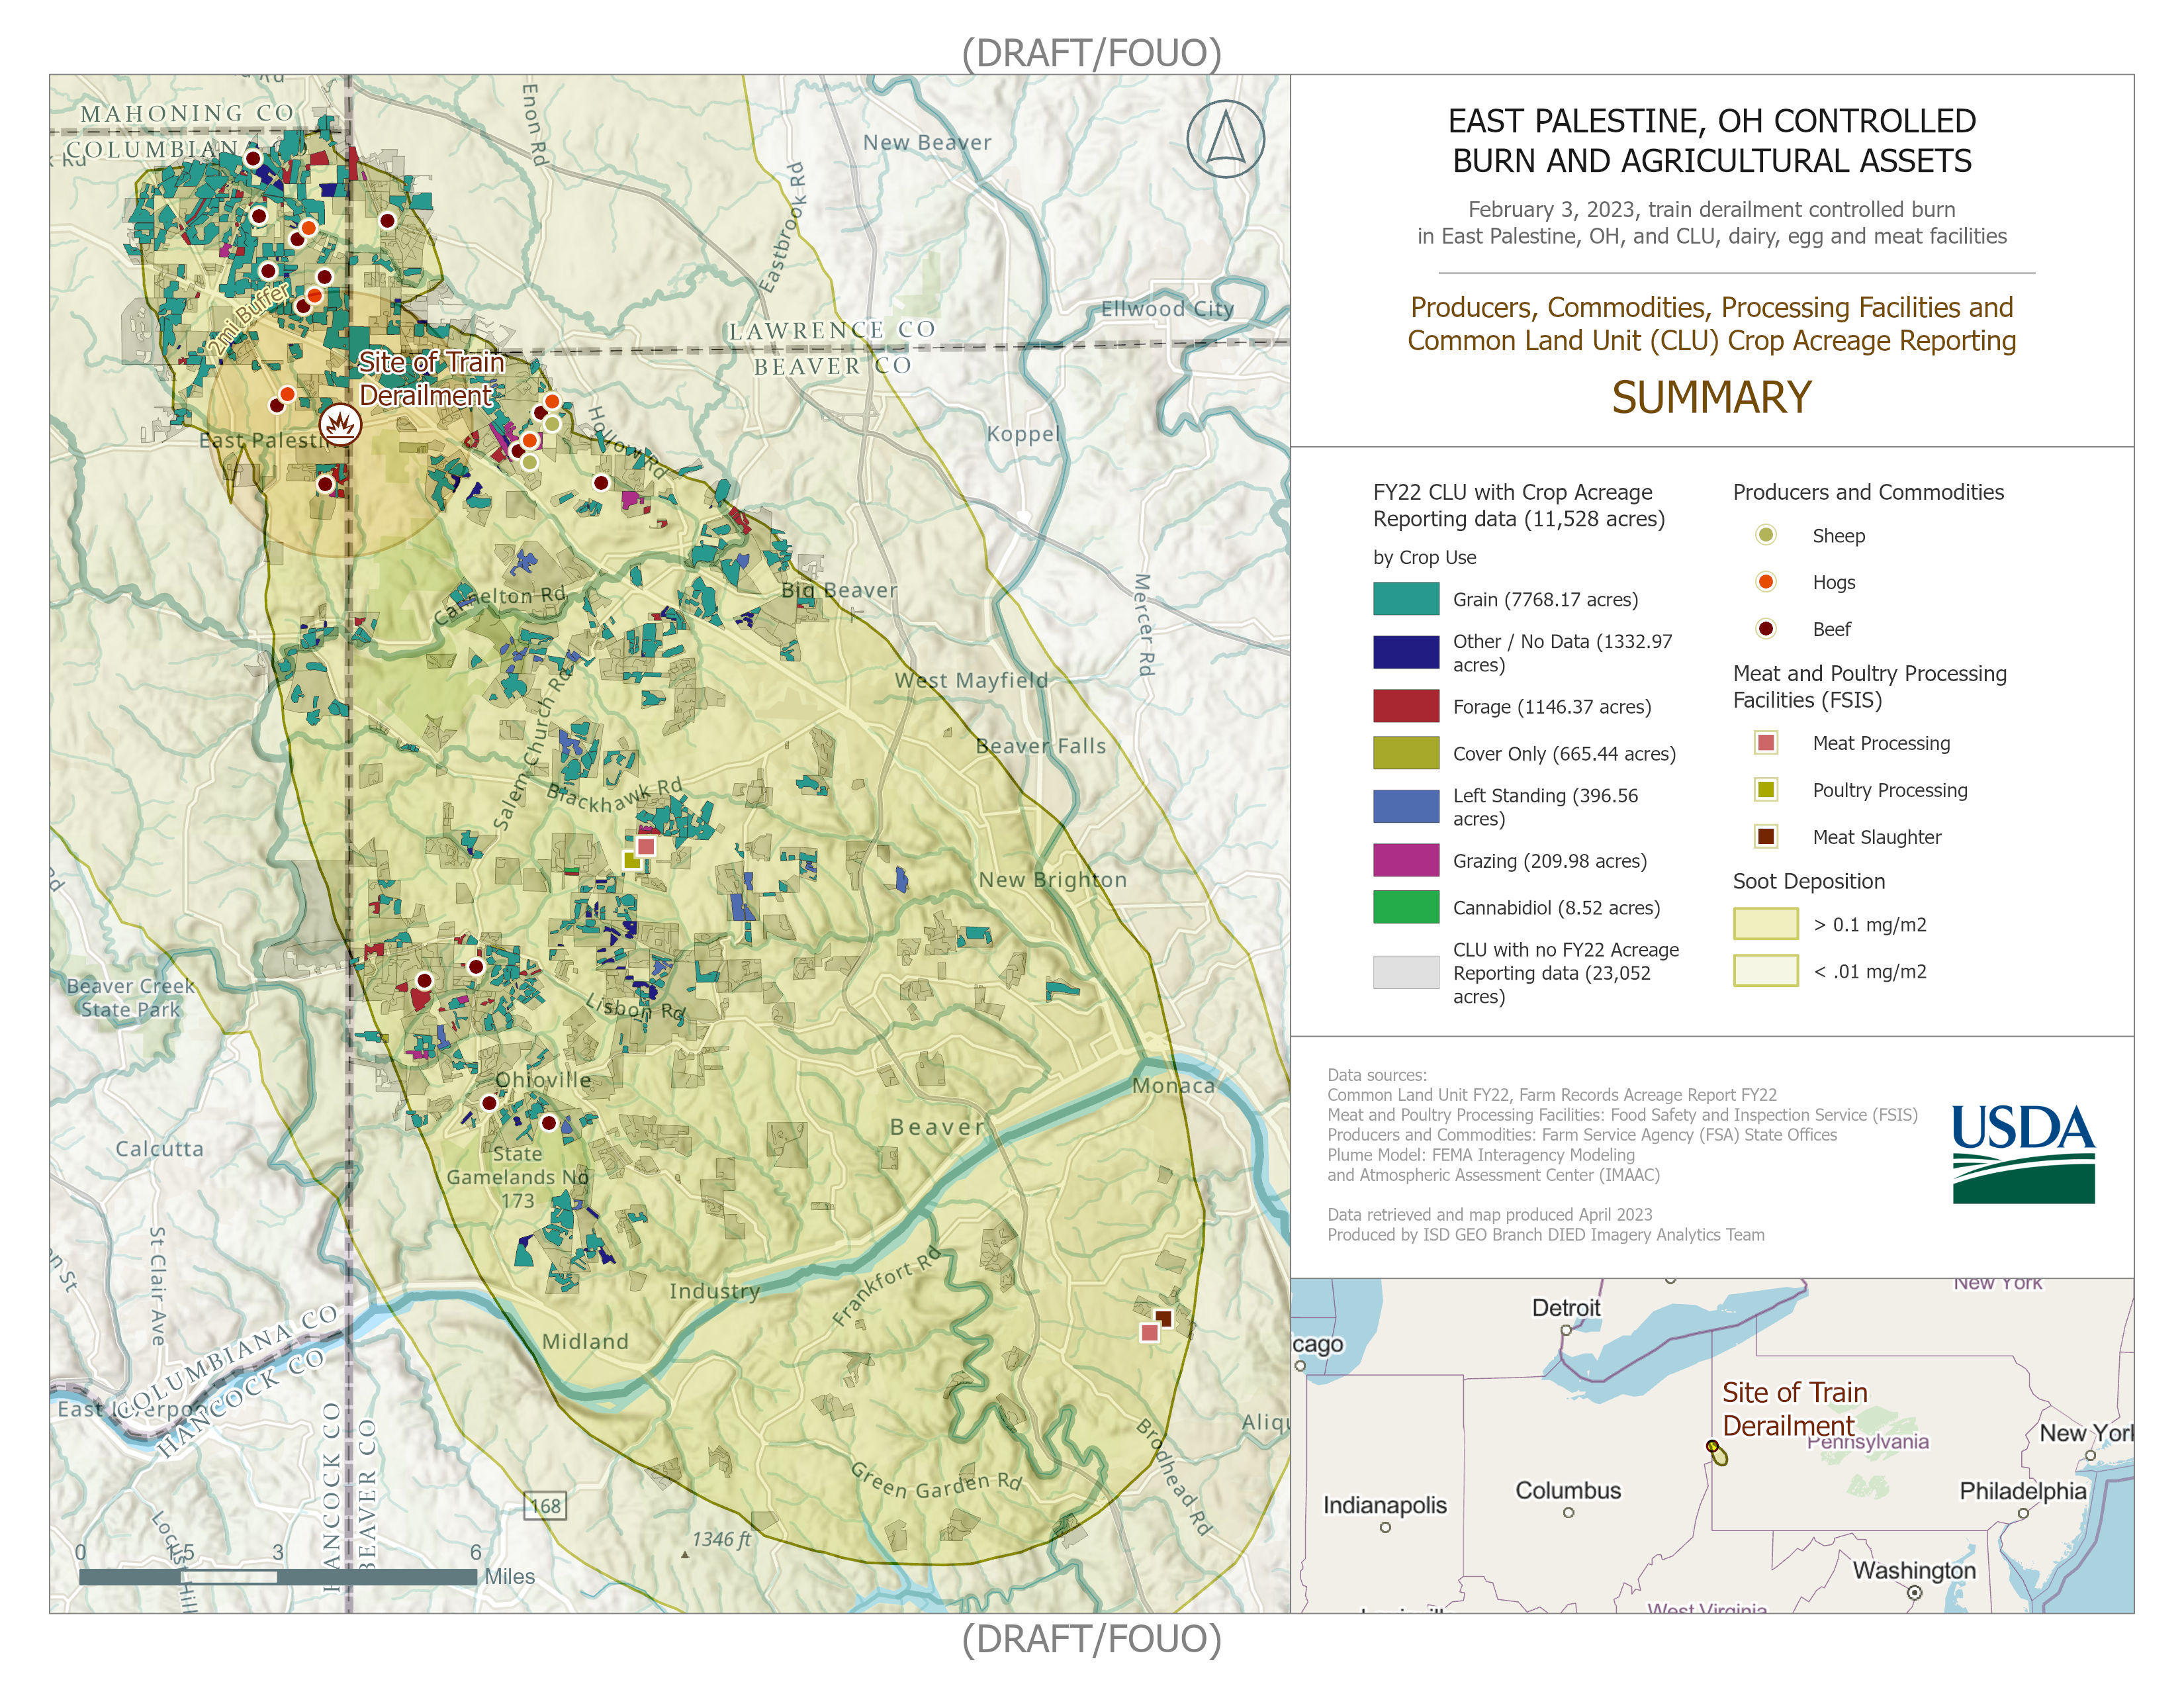 (DRAFT/FOUO)
EAST PALESTINE, OH CONTROLLED
BURN AND AGRICULTURAL ASSETS
February 3, 2023, train derailment controlled burn
in East Palestine, OH, and CLU, dairy, egg and meat facilities
Producers, Commodities, Processing Facilities and
Common Land Unit (CLU) Crop Acreage Reporting
SUMMARY
FY22 CLU with Crop Acreage
Reporting data (11,528 acres)
by Crop Use
Grain (7768.17 acres)
Other / No Data (1332.97
acres)
Forage (1146.37 acres)
Cover Only (665.44 acres)
Left Standing (396.56
acres)
Grazing (209.98 acres)
Cannabidiol (8.52 acres)
CLU with no FY22 Acreage
Reporting data (23,052
acres)
Producers and Commodities
Sheep
Hogs
Beef
Meat and Poultry Processing
Facilities (FSIS)
Meat Processing
Poultry Processing
Meat Slaughter
Soot Deposition
> 0.1 mg/m2
< .01 mg/m2
Data sources:
Common Land Unit FY22, Farm Records Acreage Report FY22
Meat and Poultry Processing Facilities: Food Safety and Inspection Service (FSIS)
Producers and Commodities: Farm Service Agency (FSA) State Offices
Plume Model: FEMA Interagency Modeling
and Atmospheric Assessment Center (IMAAC)
Data retrieved and map produced April 2023
Produced by ISD GEO Branch DIED Imagery Analytics Team
USDA
MAHONING CO
COLUMBIANA CO
Enon Rd
New Beaver
Eastbrook Rd
Ellwood City
LAWRENCE CO
BEAVER CO
2mi Buffer
Site of Train
Derailment
East Palesti
Hollow Rd
Koppel
Mercer Rd
Cannelton Rd
Big Beaver
West Mayfield
Salem Church Rd
Beaver Falls
Blackhawk Rd
New Brighton
Beaver Creek
State Park
Lisbon Rd
Ohioville
Monaca
Beaver
Calcutta
State
Gamelands No
173
St Clair Ave
Industry
Frankfort Rd
Midland
COLUMBIANA CO
HANCOCK CO
East Liverpoo
Aliqu
HANCOCK CO
BEAVER CO
Brodhead Rd
Green Garden Rd
168
1346 ft
Locus Hill
0
1.5
3
6
Miles
Detroit
New York
cago
Site of Train
Derailment
Pennsylvania
New Yorl
Columbus
Indianapolis
Philadelphia
Washington
West Virginia
(DRAFT/FOUO)